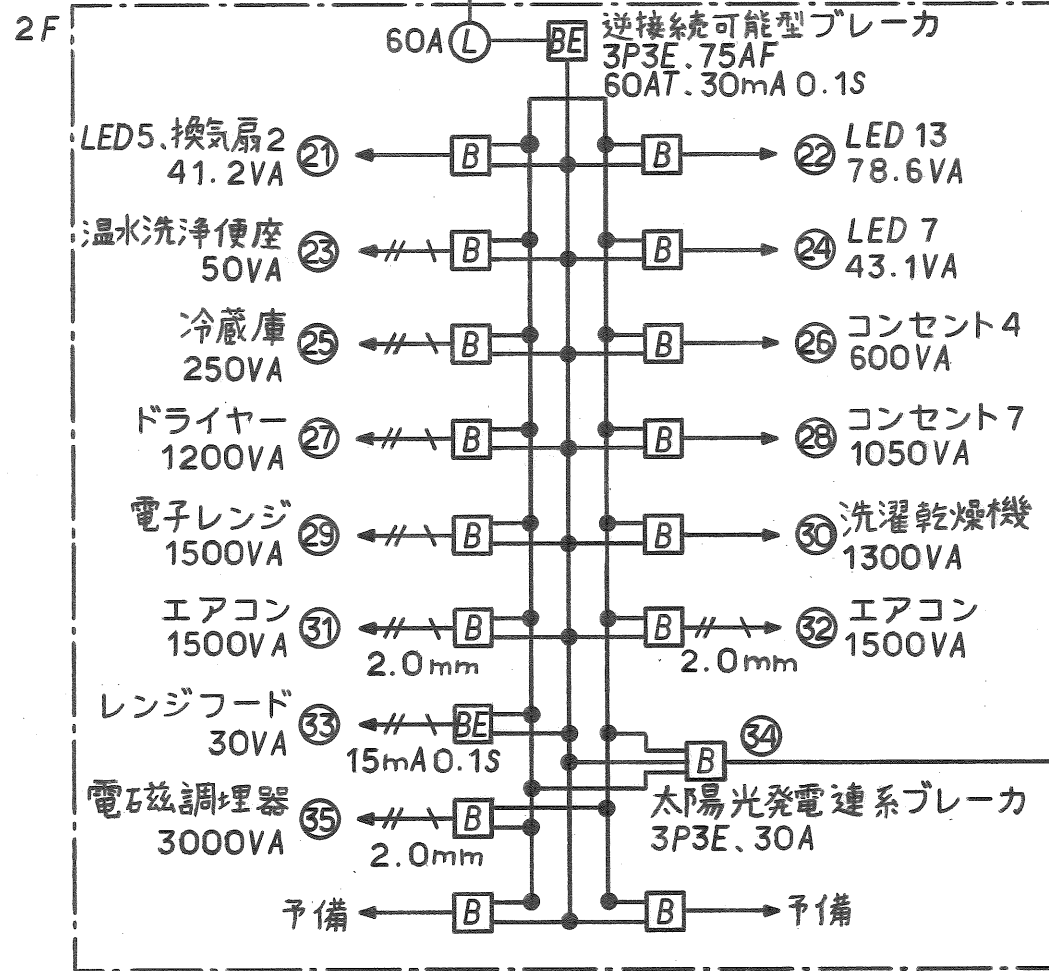 2F
60A L BE 逆接続可能型ブレーカ
3P3E、75AF
60AT、30mA 0.1S
LED5、換気扇2
41.2VA
21 B B 22
LED 13
78.6VA
温水洗浄便座
50VA
23 B B 24
LED 7
43.1VA
冷蔵庫
250VA
25 B B 26
コンセント4
600VA
ドライヤー
1200VA
27 B B 28
コンセント7
1050VA
電子レンジ
1500VA
29 B B 30
洗濯乾燥機
1300VA
エアコン
1500VA
31 B B 32
エアコン
1500VA
2.0mm
2.0mm
レンジフード
30VA
33 BE
15mA 0.1S
B 34
太陽光発電連系ブレーカ
3P3E、30A
電磁調理器
3000VA
35 B
2.0mm
予備 B B 予備